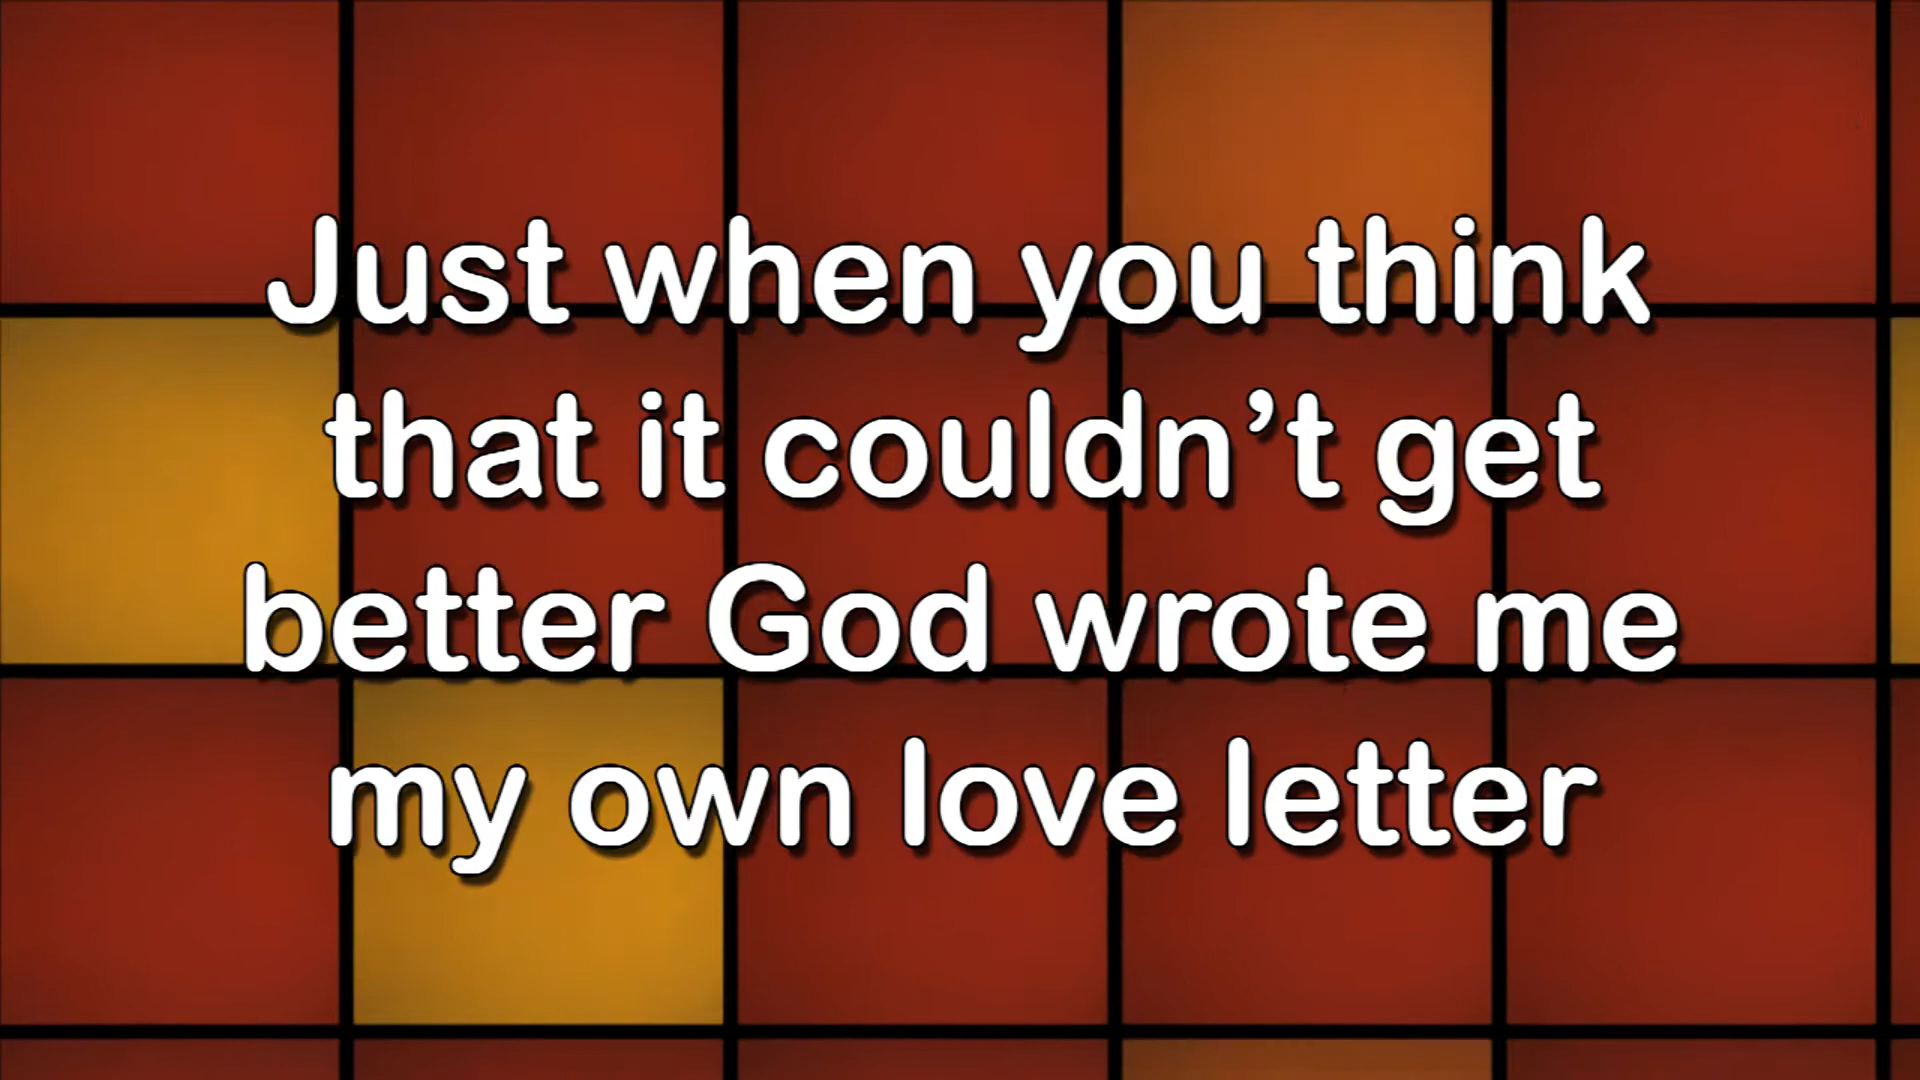 Just when you think
that it couldn’t get
better God wrote me
my own love letter